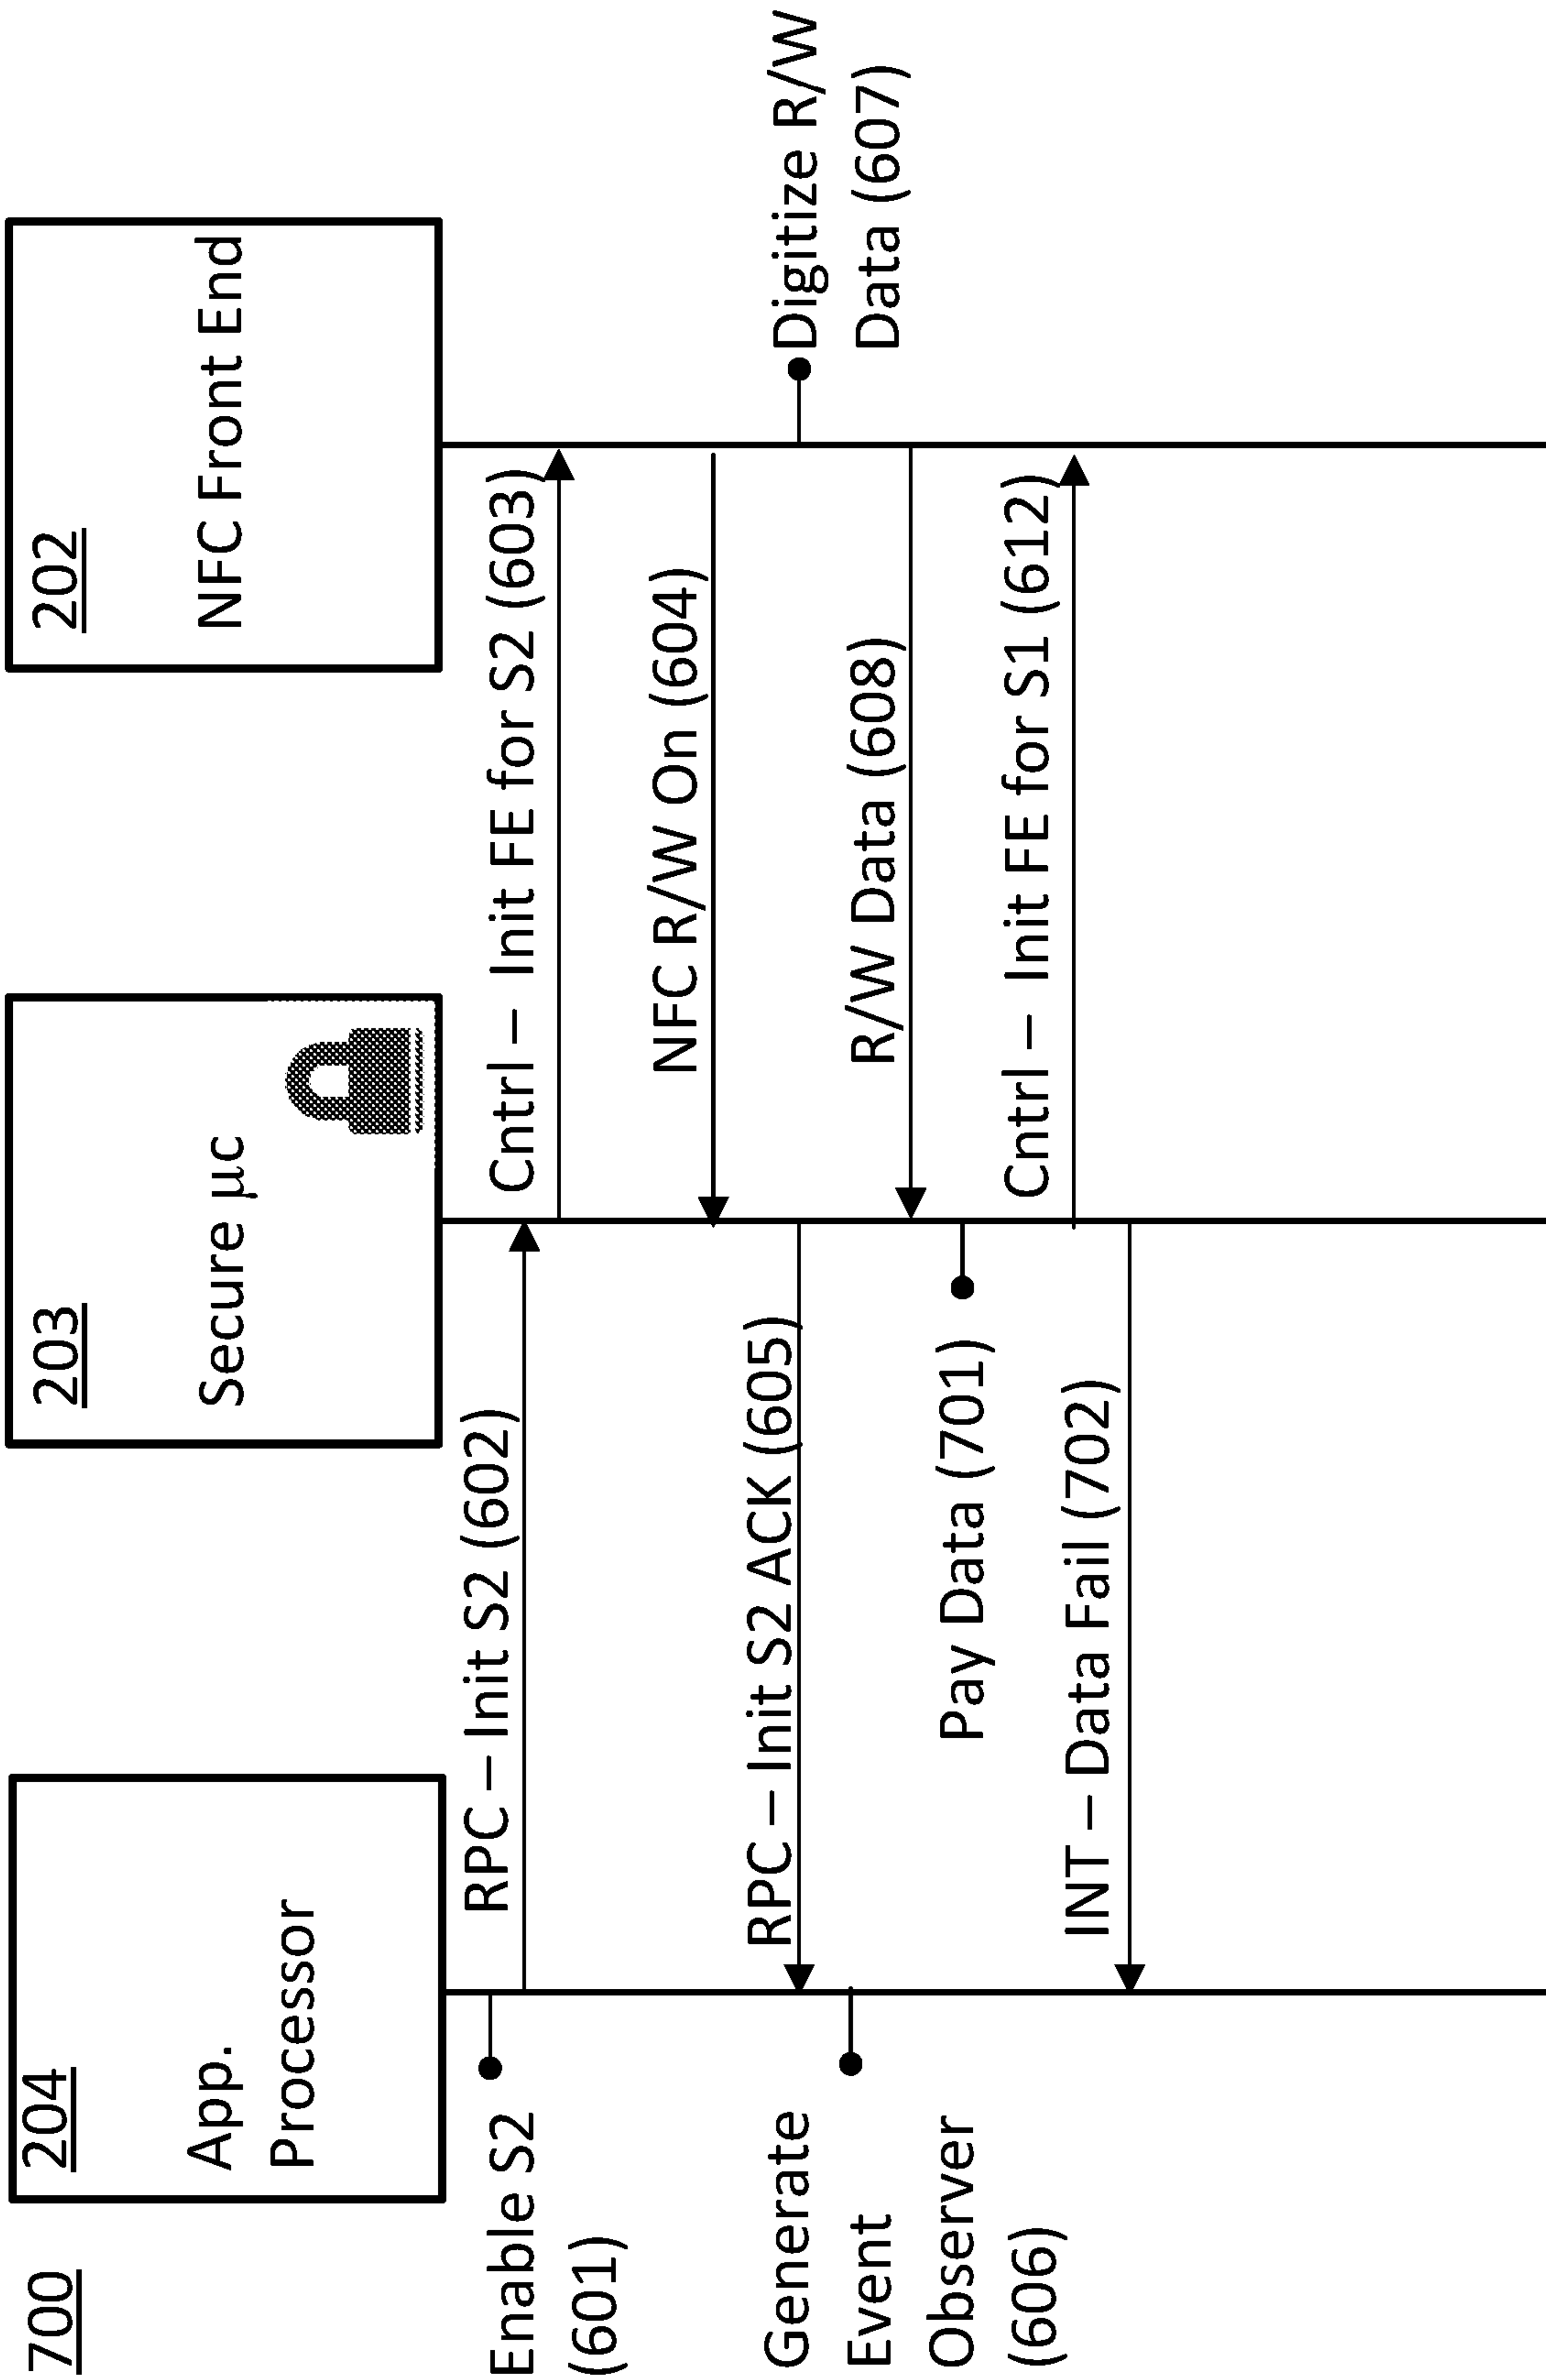 700
204
App.
Processor
203
Secure µc
202
NFC Front End
Enable S2
(601)
RPC – Init S2 (602)
Cntrl – Init FE for S2 (603)
NFC R/W On (604)
RPC – Init S2 ACK (605)
Generate
Event
Observer
(606)
Digitize R/W
Data (607)
R/W Data (608)
Pay Data (701)
Cntrl – Init FE for S1 (612)
INT – Data Fail (702)